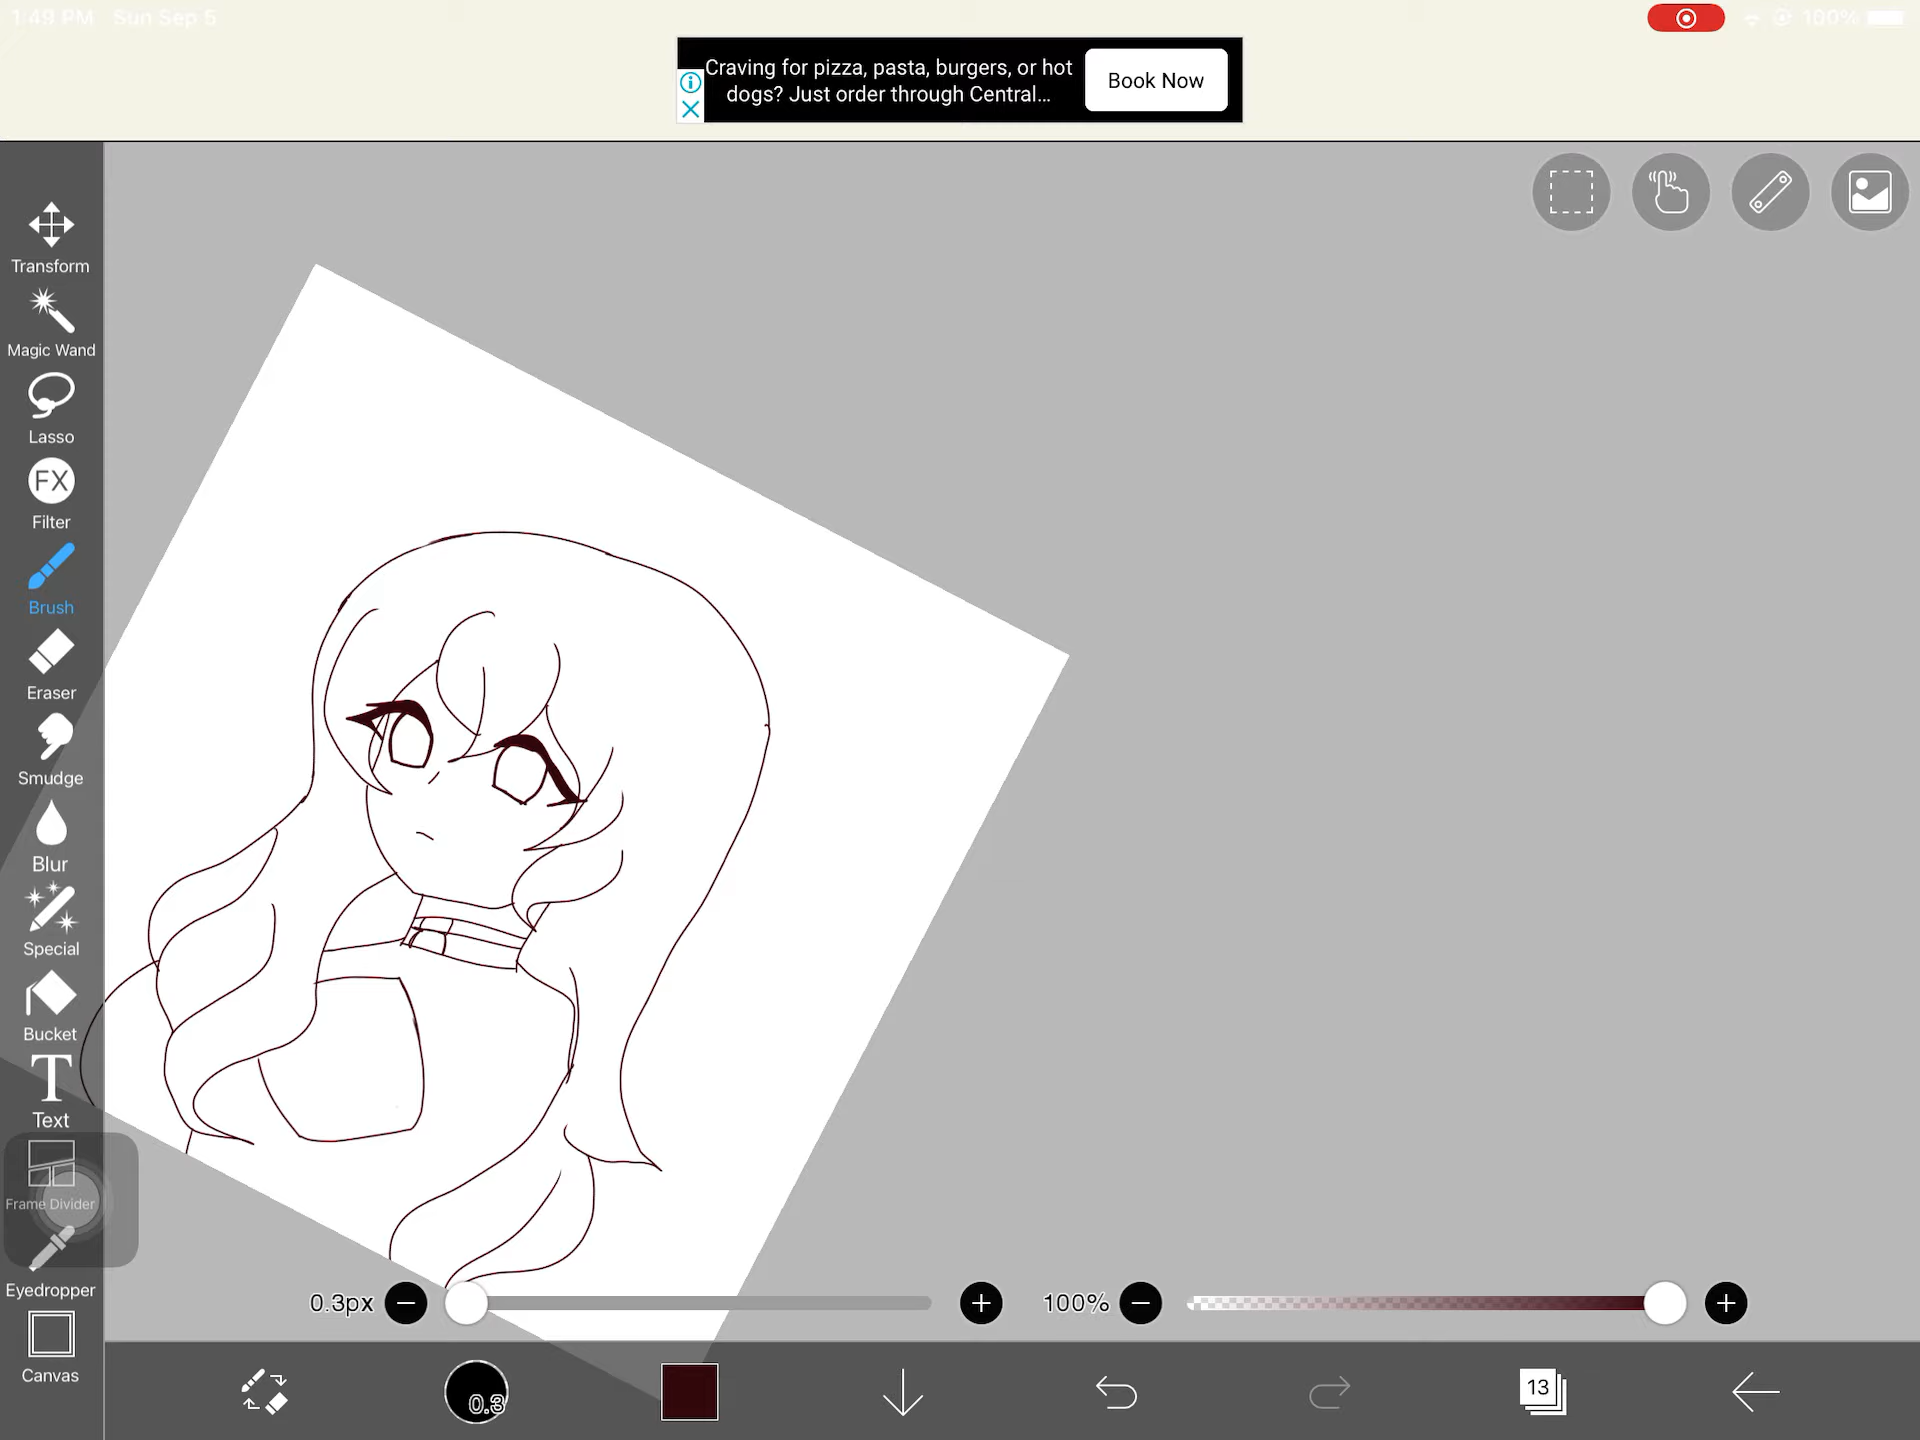 1:49 PM Sun Sep 5
100%
Craving for pizza, pasta, burgers, or hot
dogs? Just order through Central...
Book Now
Transform
Magic Wand
Lasso
FX
Filter
Brush
Eraser
Smudge
Blur
Special
Bucket
T
Text
Frame Divider
Eyedropper
Canvas
0.3px
100%
0.3
13